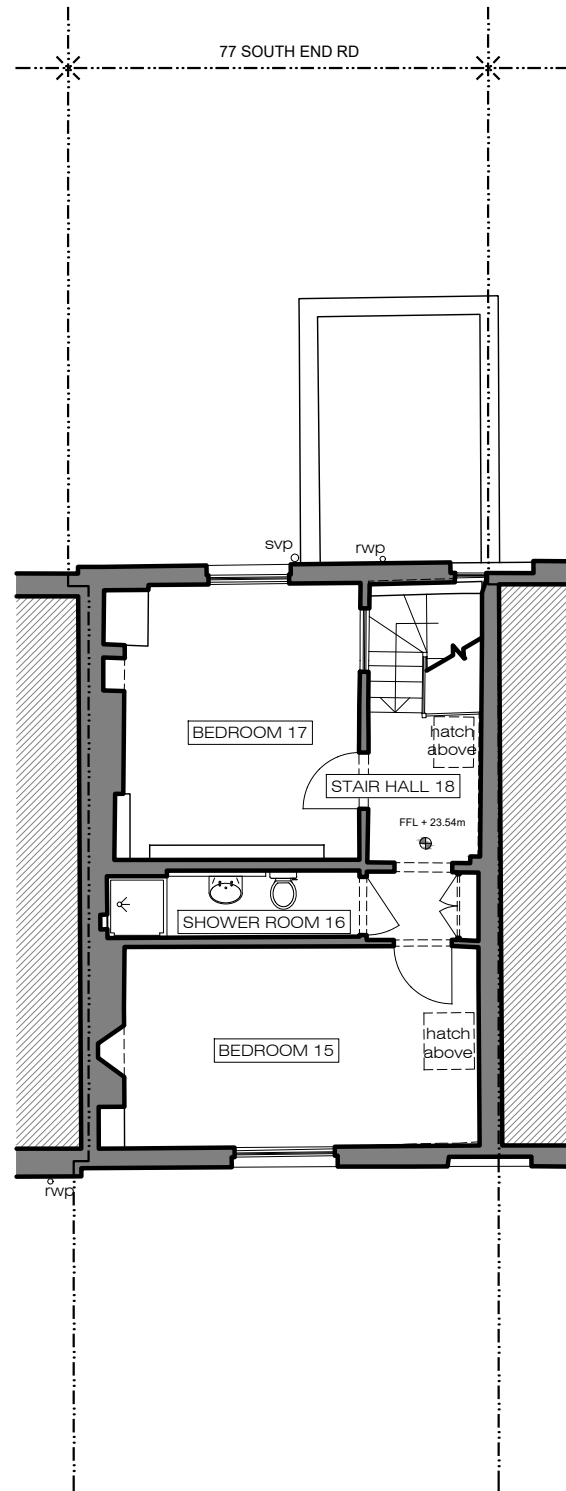 77 SOUTH END RD
svp
rwp
BEDROOM 17
hatch
above
STAIR HALL 18
FFL + 23.54m
SHOWER ROOM 16
hatch
above
BEDROOM 15
rwp